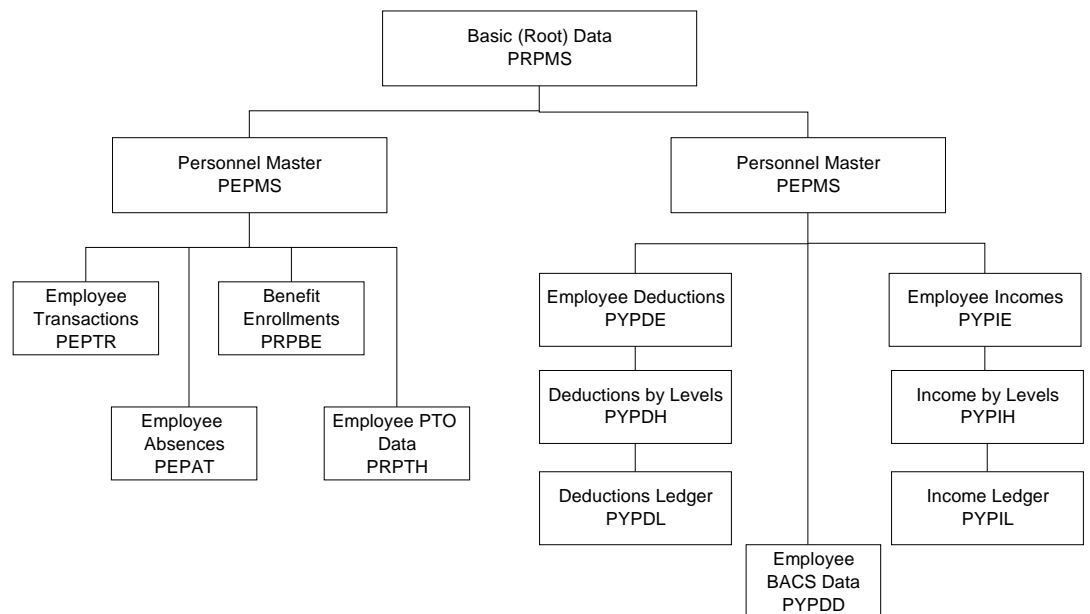 Basic (Root) Data
PRPMS
Personnel Master
PEPMS
Personnel Master
PEPMS
Employee
Transactions
PEPTR
Benefit
Enrollments
PRPBE
Employee
Absences
PEPAT
Employee PTO
Data
PRPTH
Employee Deductions
PYPDE
Employee Incomes
PYPIE
Deductions by Levels
PYPDH
Income by Levels
PYPIH
Deductions Ledger
PYPDL
Income Ledger
PYPIL
Employee
BACS Data
PYPDD